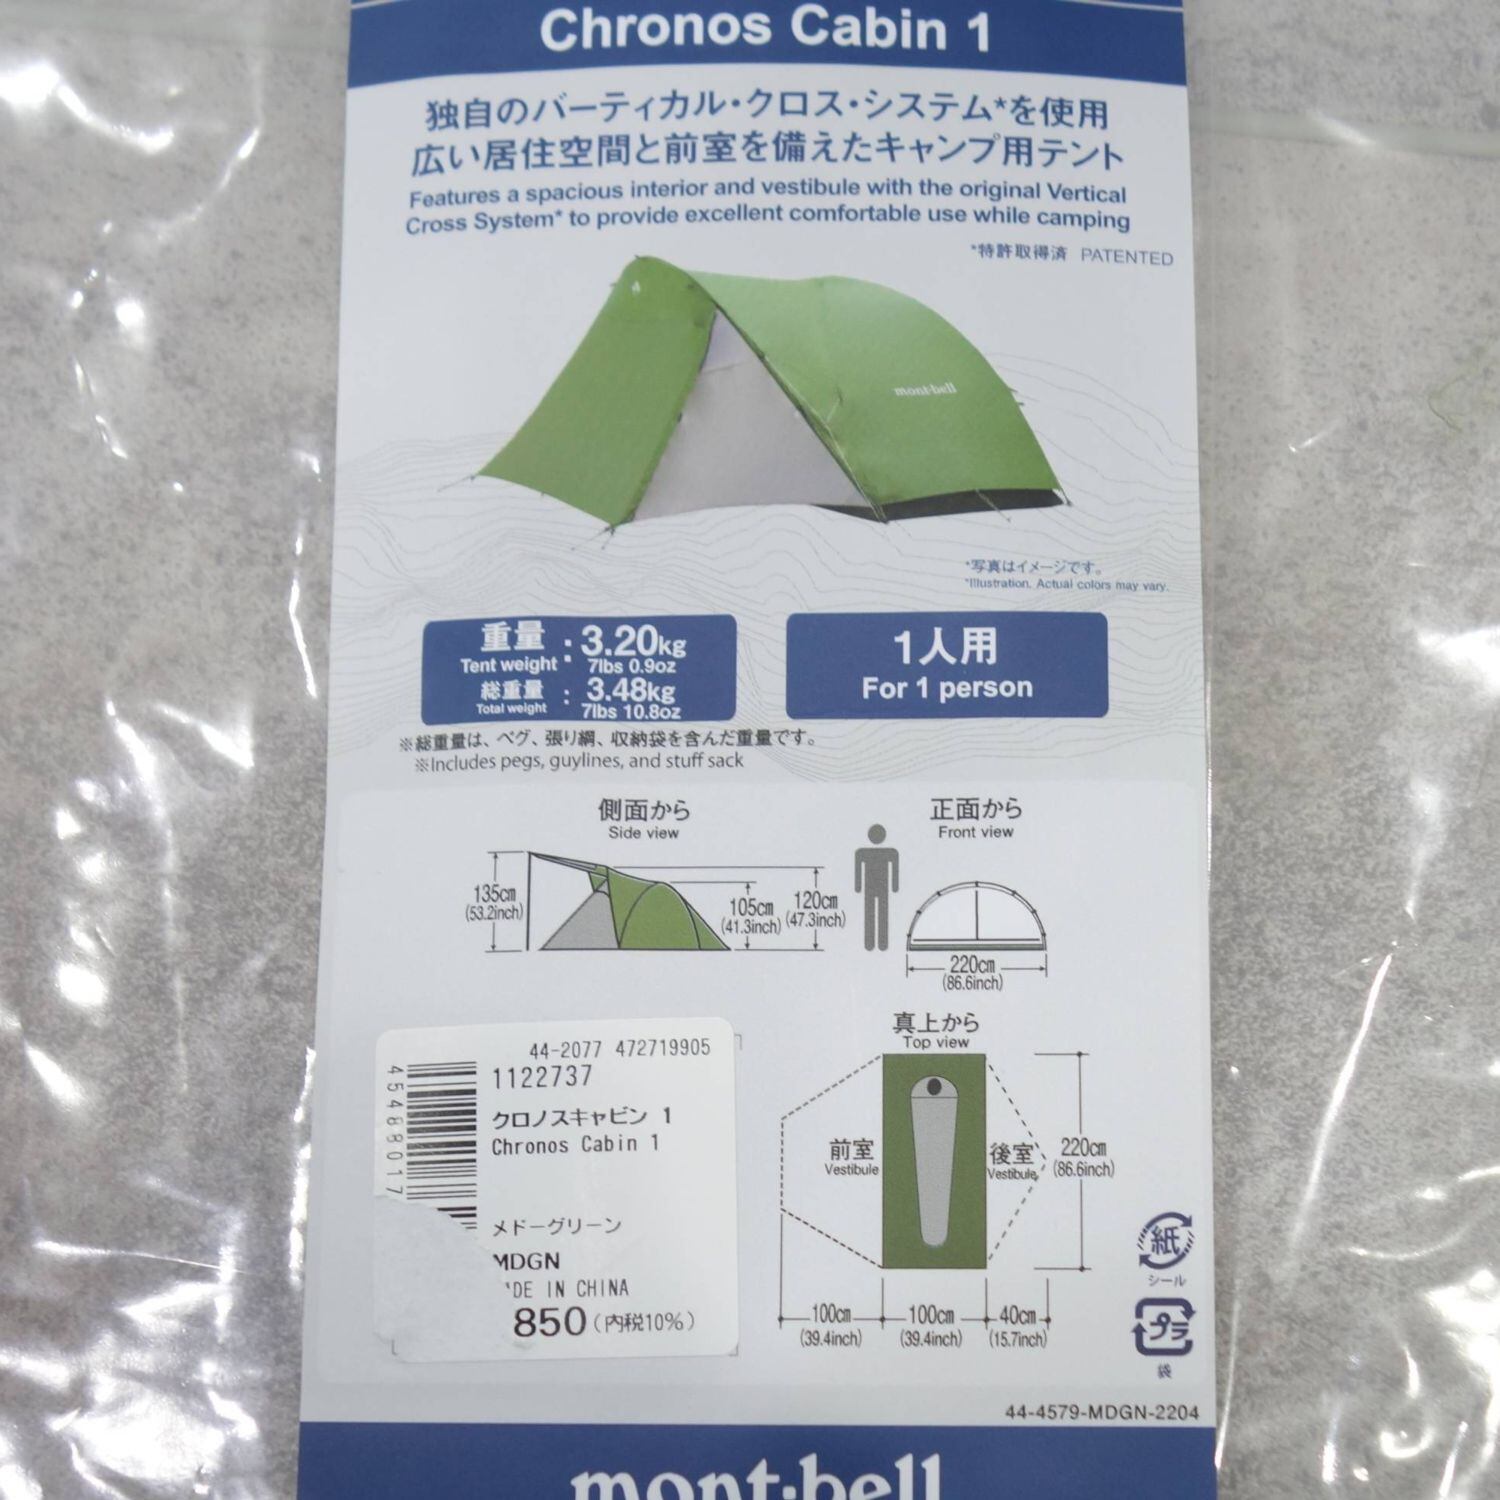 Chronos Cabin 1
独自のバーティカル・クロス・システム*を使用
広い居住空間と前室を備えたキャンプ用テント
Features a spacious interior and vestibule with the original Vertical
Cross System* to provide excellent comfortable use while camping
*特許取得済 PATENTED
mont-bell
*写真はイメージです。
*Illustration. Actual colors may vary.
重量 : 3.20kg
Tent weight 7lbs 0.9oz
総重量 : 3.48kg
Total weight 7lbs 10.8oz
1人用
For 1 person
※総重量は、ペグ、張り綱、収納袋を含んだ重量です。
※Includes pegs, guylines, and stuff sack
側面から
Side view
135cm
(53.2inch)
105cm
(41.3inch)
120cm
(47.3inch)
正面から
Front view
220cm
(86.6inch)
真上から
Top view
前室
Vestibule
後室
Vestibule
220cm
(86.6inch)
100cm
(39.4inch)
100cm
(39.4inch)
40cm
(15.7inch)
44-2077 472719905
1122737
クロノスキャビン 1
Chronos Cabin 1
メドーグリーン
MDGN
DE IN CHINA
850(内税10%)
45488017
紙
シール
プラ
袋
44-4579-MDGN-2204
mont-bell